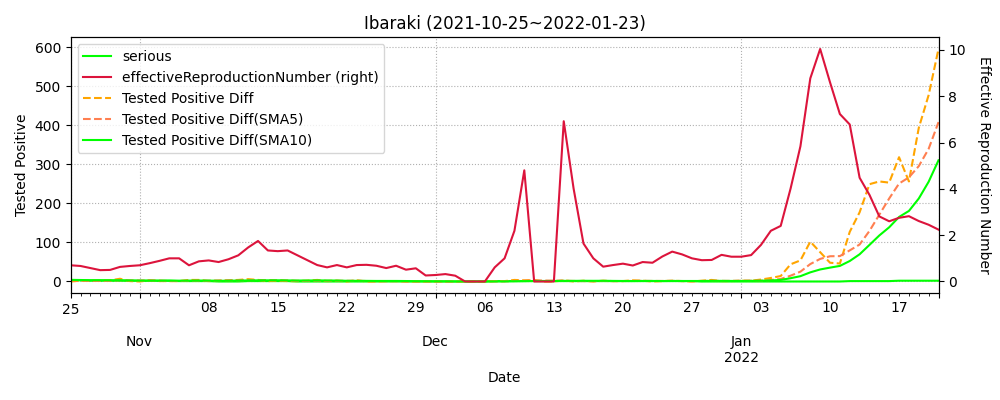 Ibaraki (2021-10-25~2022-01-23)
serious
effectiveReproductionNumber (right)
Tested Positive Diff
Tested Positive Diff(SMA5)
Tested Positive Diff(SMA10)
600
500
400
300
200
100
0
Tested Positive
10
8
6
4
2
0
Effective Reproduction Number
25 08 15 22 29 06 13 20 27 03 10 17
Nov Dec Jan
2022
Date